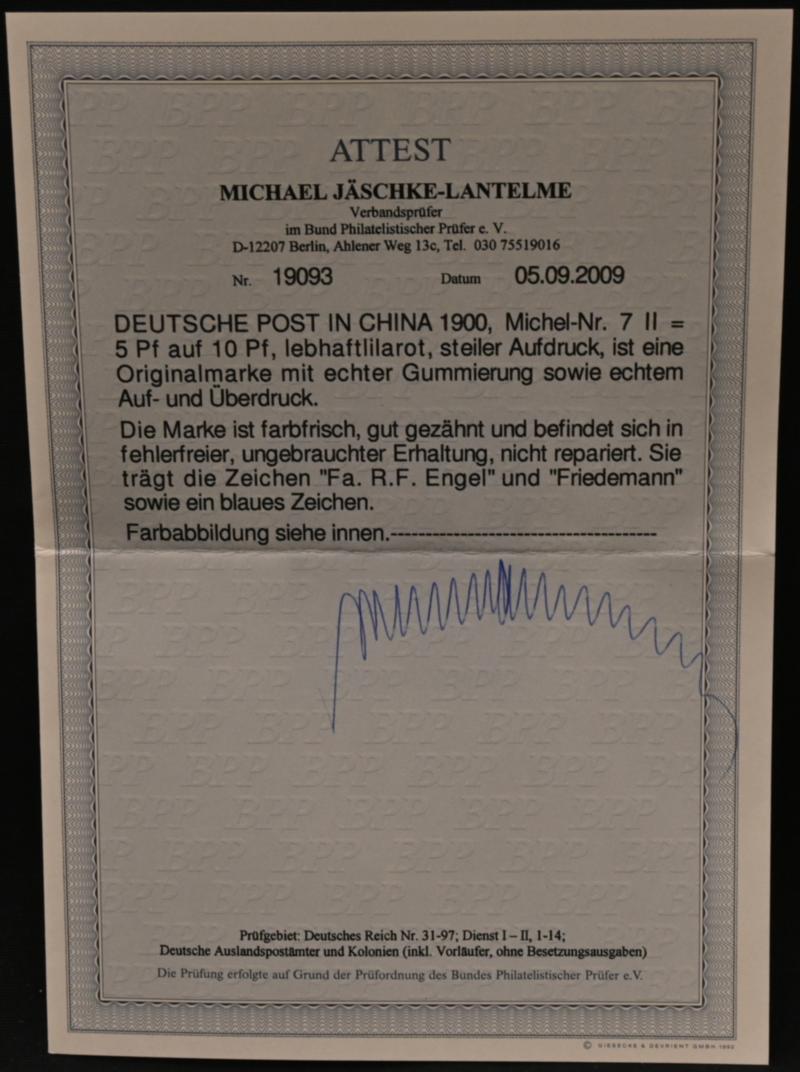 ATTEST
MICHAEL JÄSCHKE-LANTELME
Verbandsprüfer
im Bund Philatelistischer Prüfer e. V.
D-12207 Berlin, Ahlener Weg 13c, Tel. 030 75519016
Nr. 19093 Datum 05.09.2009
DEUTSCHE POST IN CHINA 1900, Michel-Nr. 7 II =
5 Pf auf 10 Pf, lebhaftlilarot, steiler Aufdruck, ist eine
Originalmarke mit echter Gummierung sowie echtem
Auf- und Überdruck.
Die Marke ist farbfrisch, gut gezähnt und befindet sich in
fehlerfreier, ungebrauchter Erhaltung, nicht repariert. Sie
trägt die Zeichen "Fa. R.F. Engel" und "Friedemann"
sowie ein blaues Zeichen.
Farbabbildung siehe innen.---------------------------------------
Prüfgebiet: Deutsches Reich Nr. 31-97; Dienst I – II, 1-14;
Deutsche Auslandspostämter und Kolonien (inkl. Vorläufer, ohne Besetzungsausgaben)
Die Prüfung erfolgte auf Grund der Prüfordnung des Bundes Philatelistischer Prüfer e.V.
© GIESECKE & DEVRIENT GMBH 1992